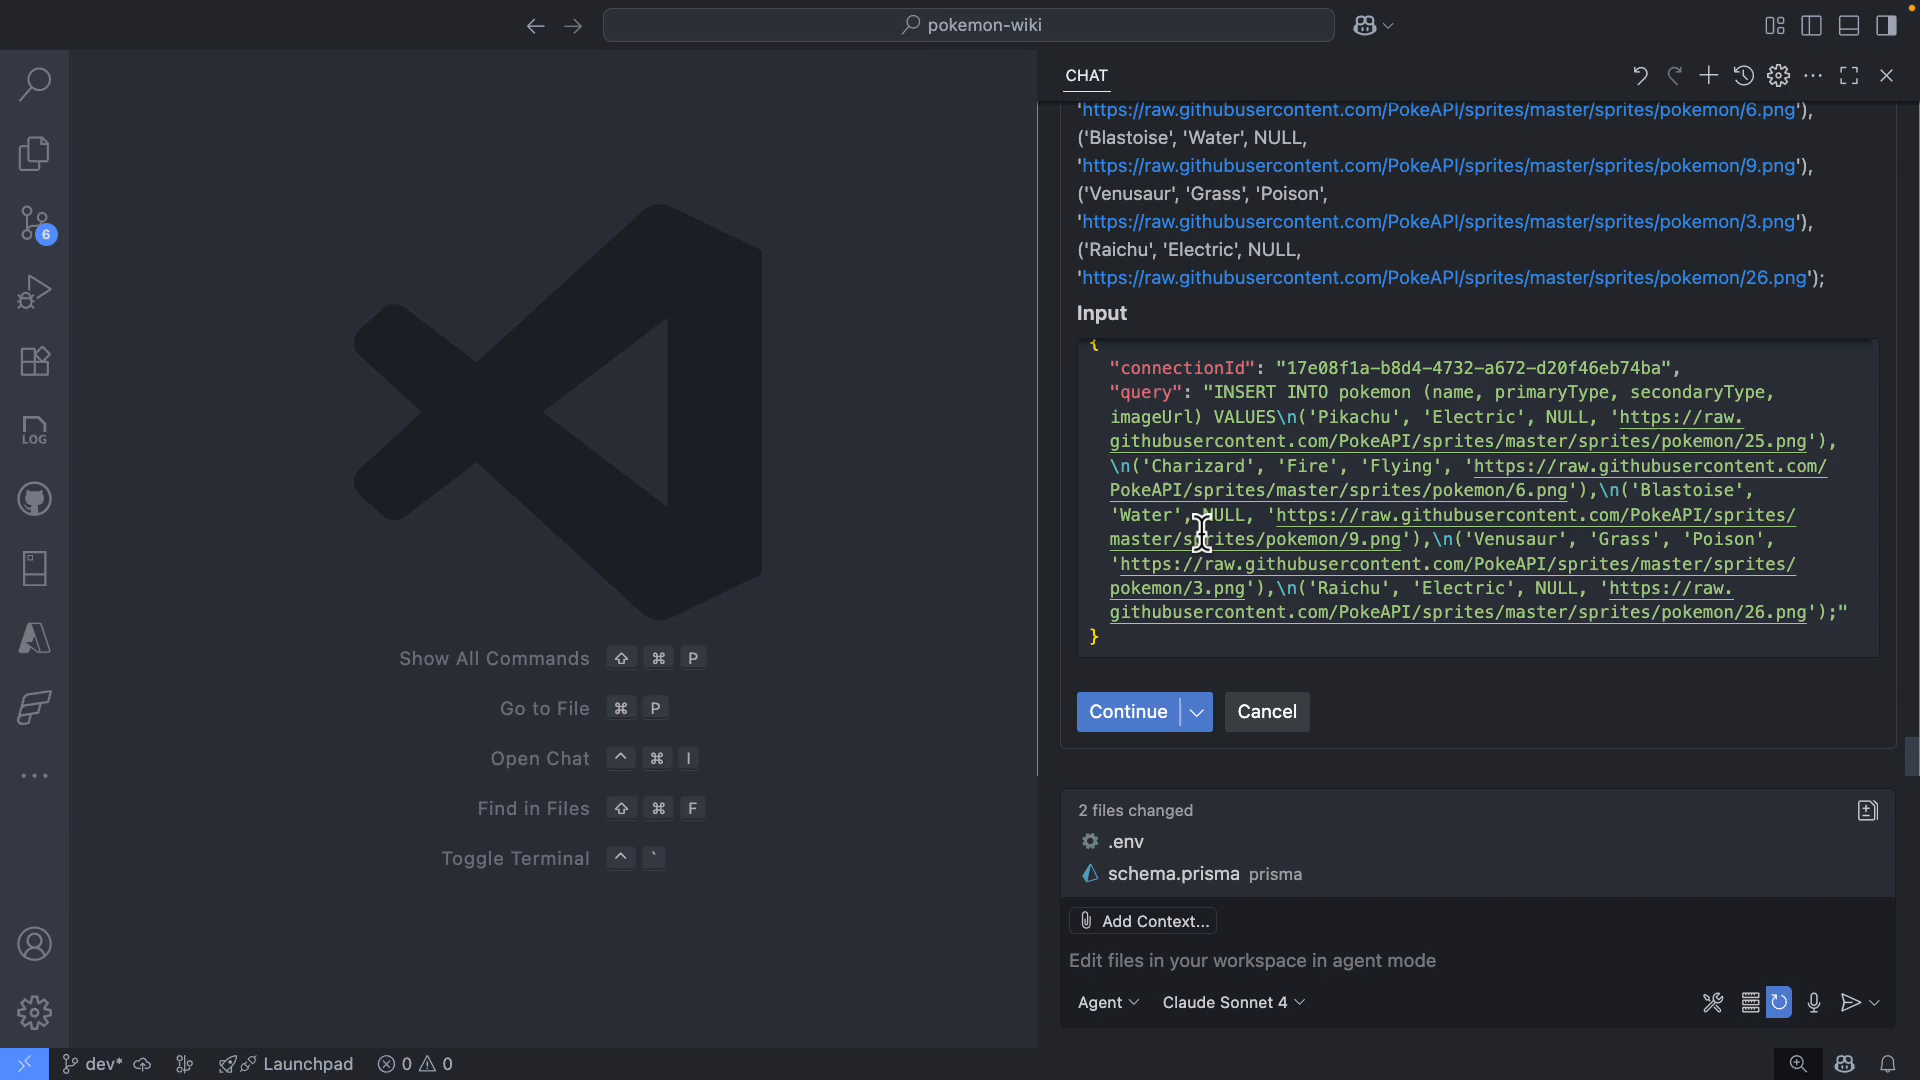 pokemon-wiki
CHAT
'https://raw.githubusercontent.com/PokeAPI/sprites/master/sprites/pokemon/6.png'),
('Blastoise', 'Water', NULL,
'https://raw.githubusercontent.com/PokeAPI/sprites/master/sprites/pokemon/9.png'),
('Venusaur', 'Grass', 'Poison',
'https://raw.githubusercontent.com/PokeAPI/sprites/master/sprites/pokemon/3.png'),
('Raichu', 'Electric', NULL,
'https://raw.githubusercontent.com/PokeAPI/sprites/master/sprites/pokemon/26.png');
Input
{
"connectionId": "17e08f1a-b8d4-4732-a672-d20f46eb74ba",
"query": "INSERT INTO pokemon (name, primaryType, secondaryType,
imageUrl) VALUES\n('Pikachu', 'Electric', NULL, 'https://raw.
githubusercontent.com/PokeAPI/sprites/master/sprites/pokemon/25.png'),
\n('Charizard', 'Fire', 'Flying', 'https://raw.githubusercontent.com/
PokeAPI/sprites/master/sprites/pokemon/6.png'),\n('Blastoise',
'Water', NULL, 'https://raw.githubusercontent.com/PokeAPI/sprites/
master/sprites/pokemon/9.png'),\n('Venusaur', 'Grass', 'Poison',
'https://raw.githubusercontent.com/PokeAPI/sprites/master/sprites/
pokemon/3.png'),\n('Raichu', 'Electric', NULL, 'https://raw.
githubusercontent.com/PokeAPI/sprites/master/sprites/pokemon/26.png');"
}
Continue
Cancel
6
LOG
Show All Commands ⇧ ⌘ P
Go to File ⌘ P
Open Chat ^ ⌘ I
Find in Files ⇧ ⌘ F
Toggle Terminal ^ `
2 files changed
.env
schema.prisma prisma
Add Context...
Edit files in your workspace in agent mode
Agent Claude Sonnet 4
dev* Launchpad 0 0